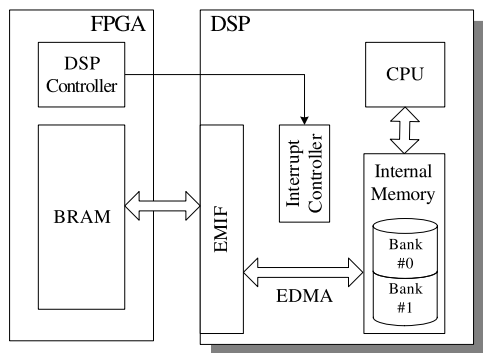 FPGA
DSP
DSP
Controller
CPU
Interrupt
Controller
Internal
Memory
BRAM
EMIF
Bank
#0
EDMA
Bank
#1